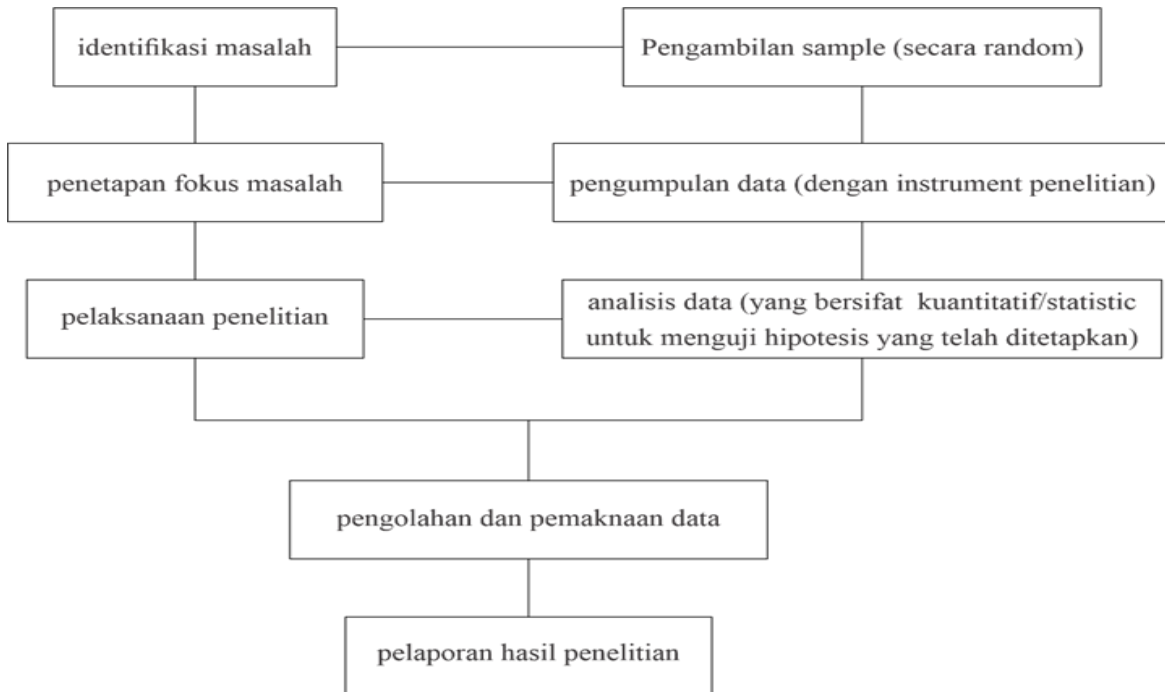 identifikasi masalah
Pengambilan sample (secara random)
penetapan fokus masalah
pengumpulan data (dengan instrument penelitian)
pelaksanaan penelitian
analisis data (yang bersifat kuantitatif/statistic
untuk menguji hipotesis yang telah ditetapkan)
pengolahan dan pemaknaan data
pelaporan hasil penelitian